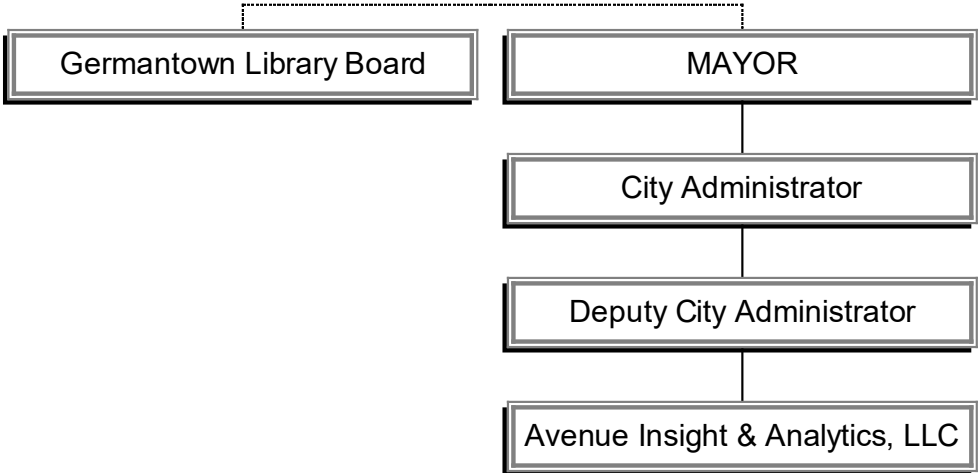 Germantown Library Board
MAYOR
City Administrator
Deputy City Administrator
Avenue Insight & Analytics, LLC